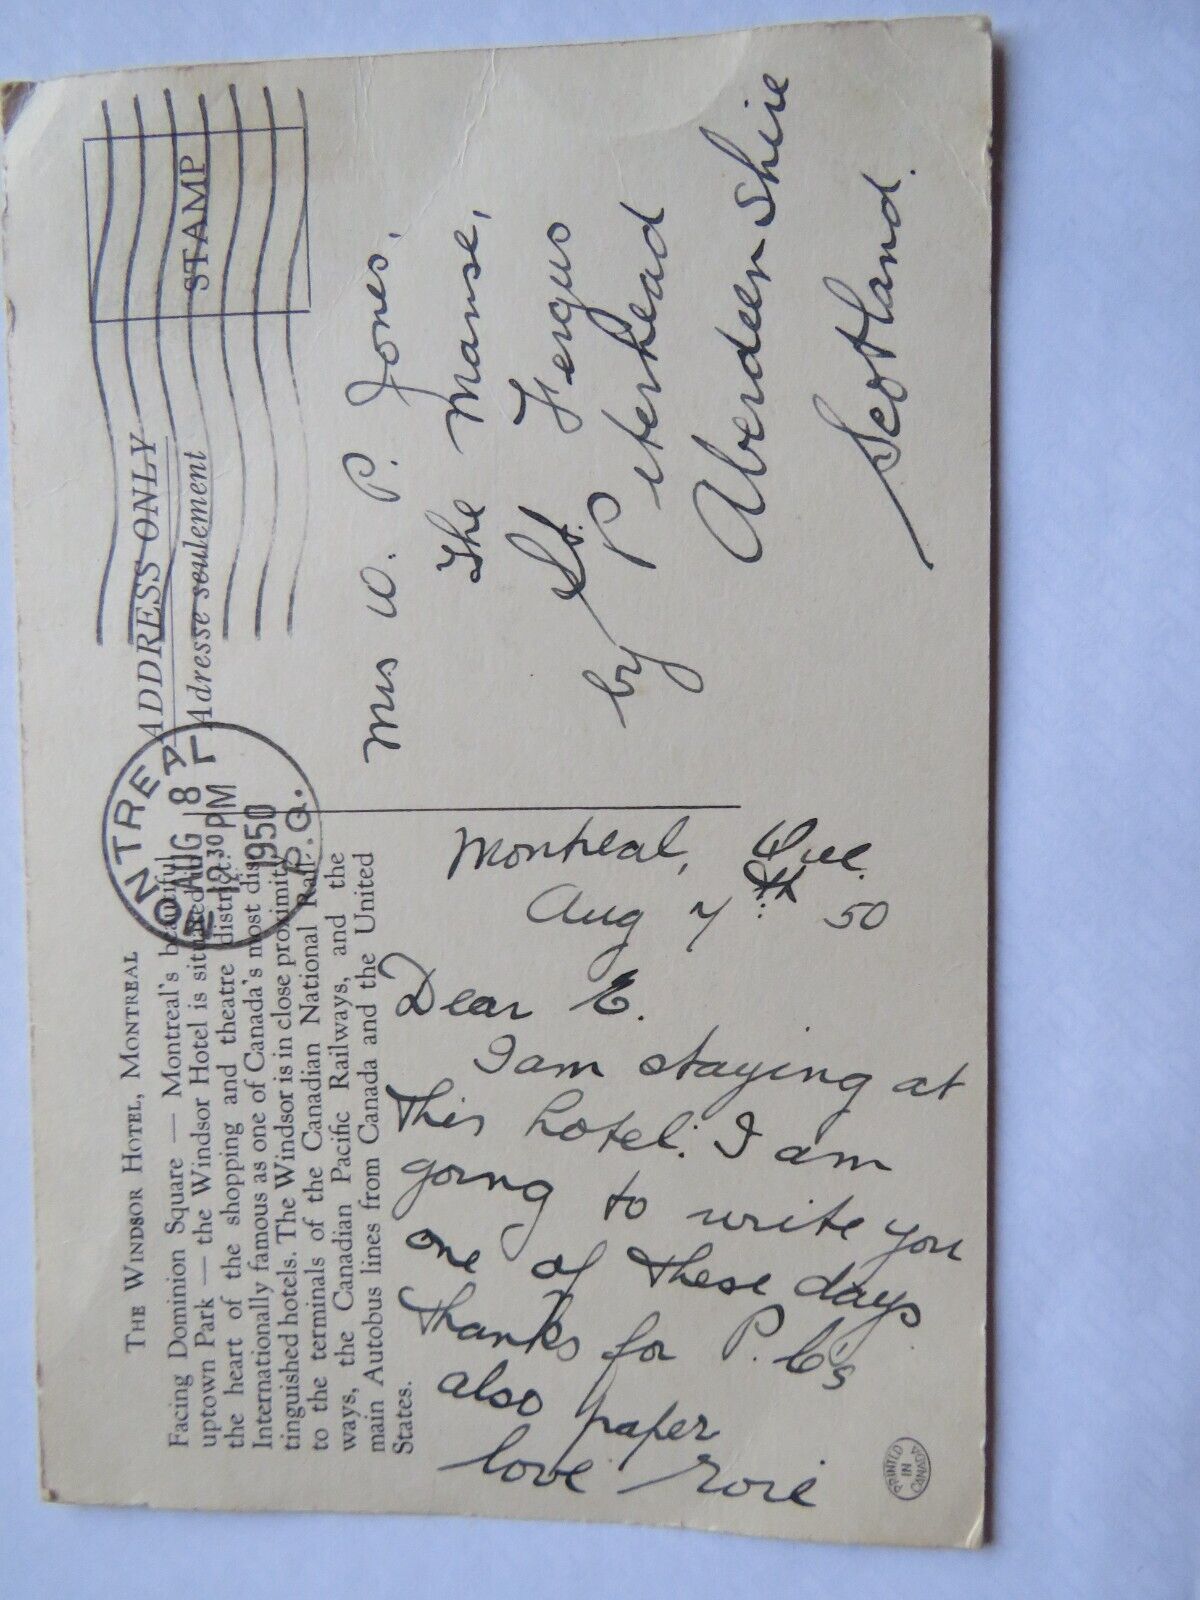 THE WINDSOR HOTEL, MONTREAL
Facing Dominion Square — Montreal's beautiful
uptown Park — the Windsor Hotel is situated in
the heart of the shopping and theatre district.
Internationally famous as one of Canada's most dis-
tinguished hotels. The Windsor is in close proximity
to the terminals of the Canadian National Rail-
ways, the Canadian Pacific Railways, and the
main Autobus lines from Canada and the United
States.
Montreal, Que.
Aug 7th 50
Dear E.
I am staying at
this hotel. I am
going to write you
one of these days
thanks for P.C's
also paper
love
PRINTED
IN
CANADA
MONTREAL
AUG 8
12.30 PM
1950
P.Q.
ADDRESS ONLY
Adresse seulement
STAMP
Mrs W. P. Jones,
The Manse,
St. Fergus
by Peterhead
Aberdeenshire
Scotland.